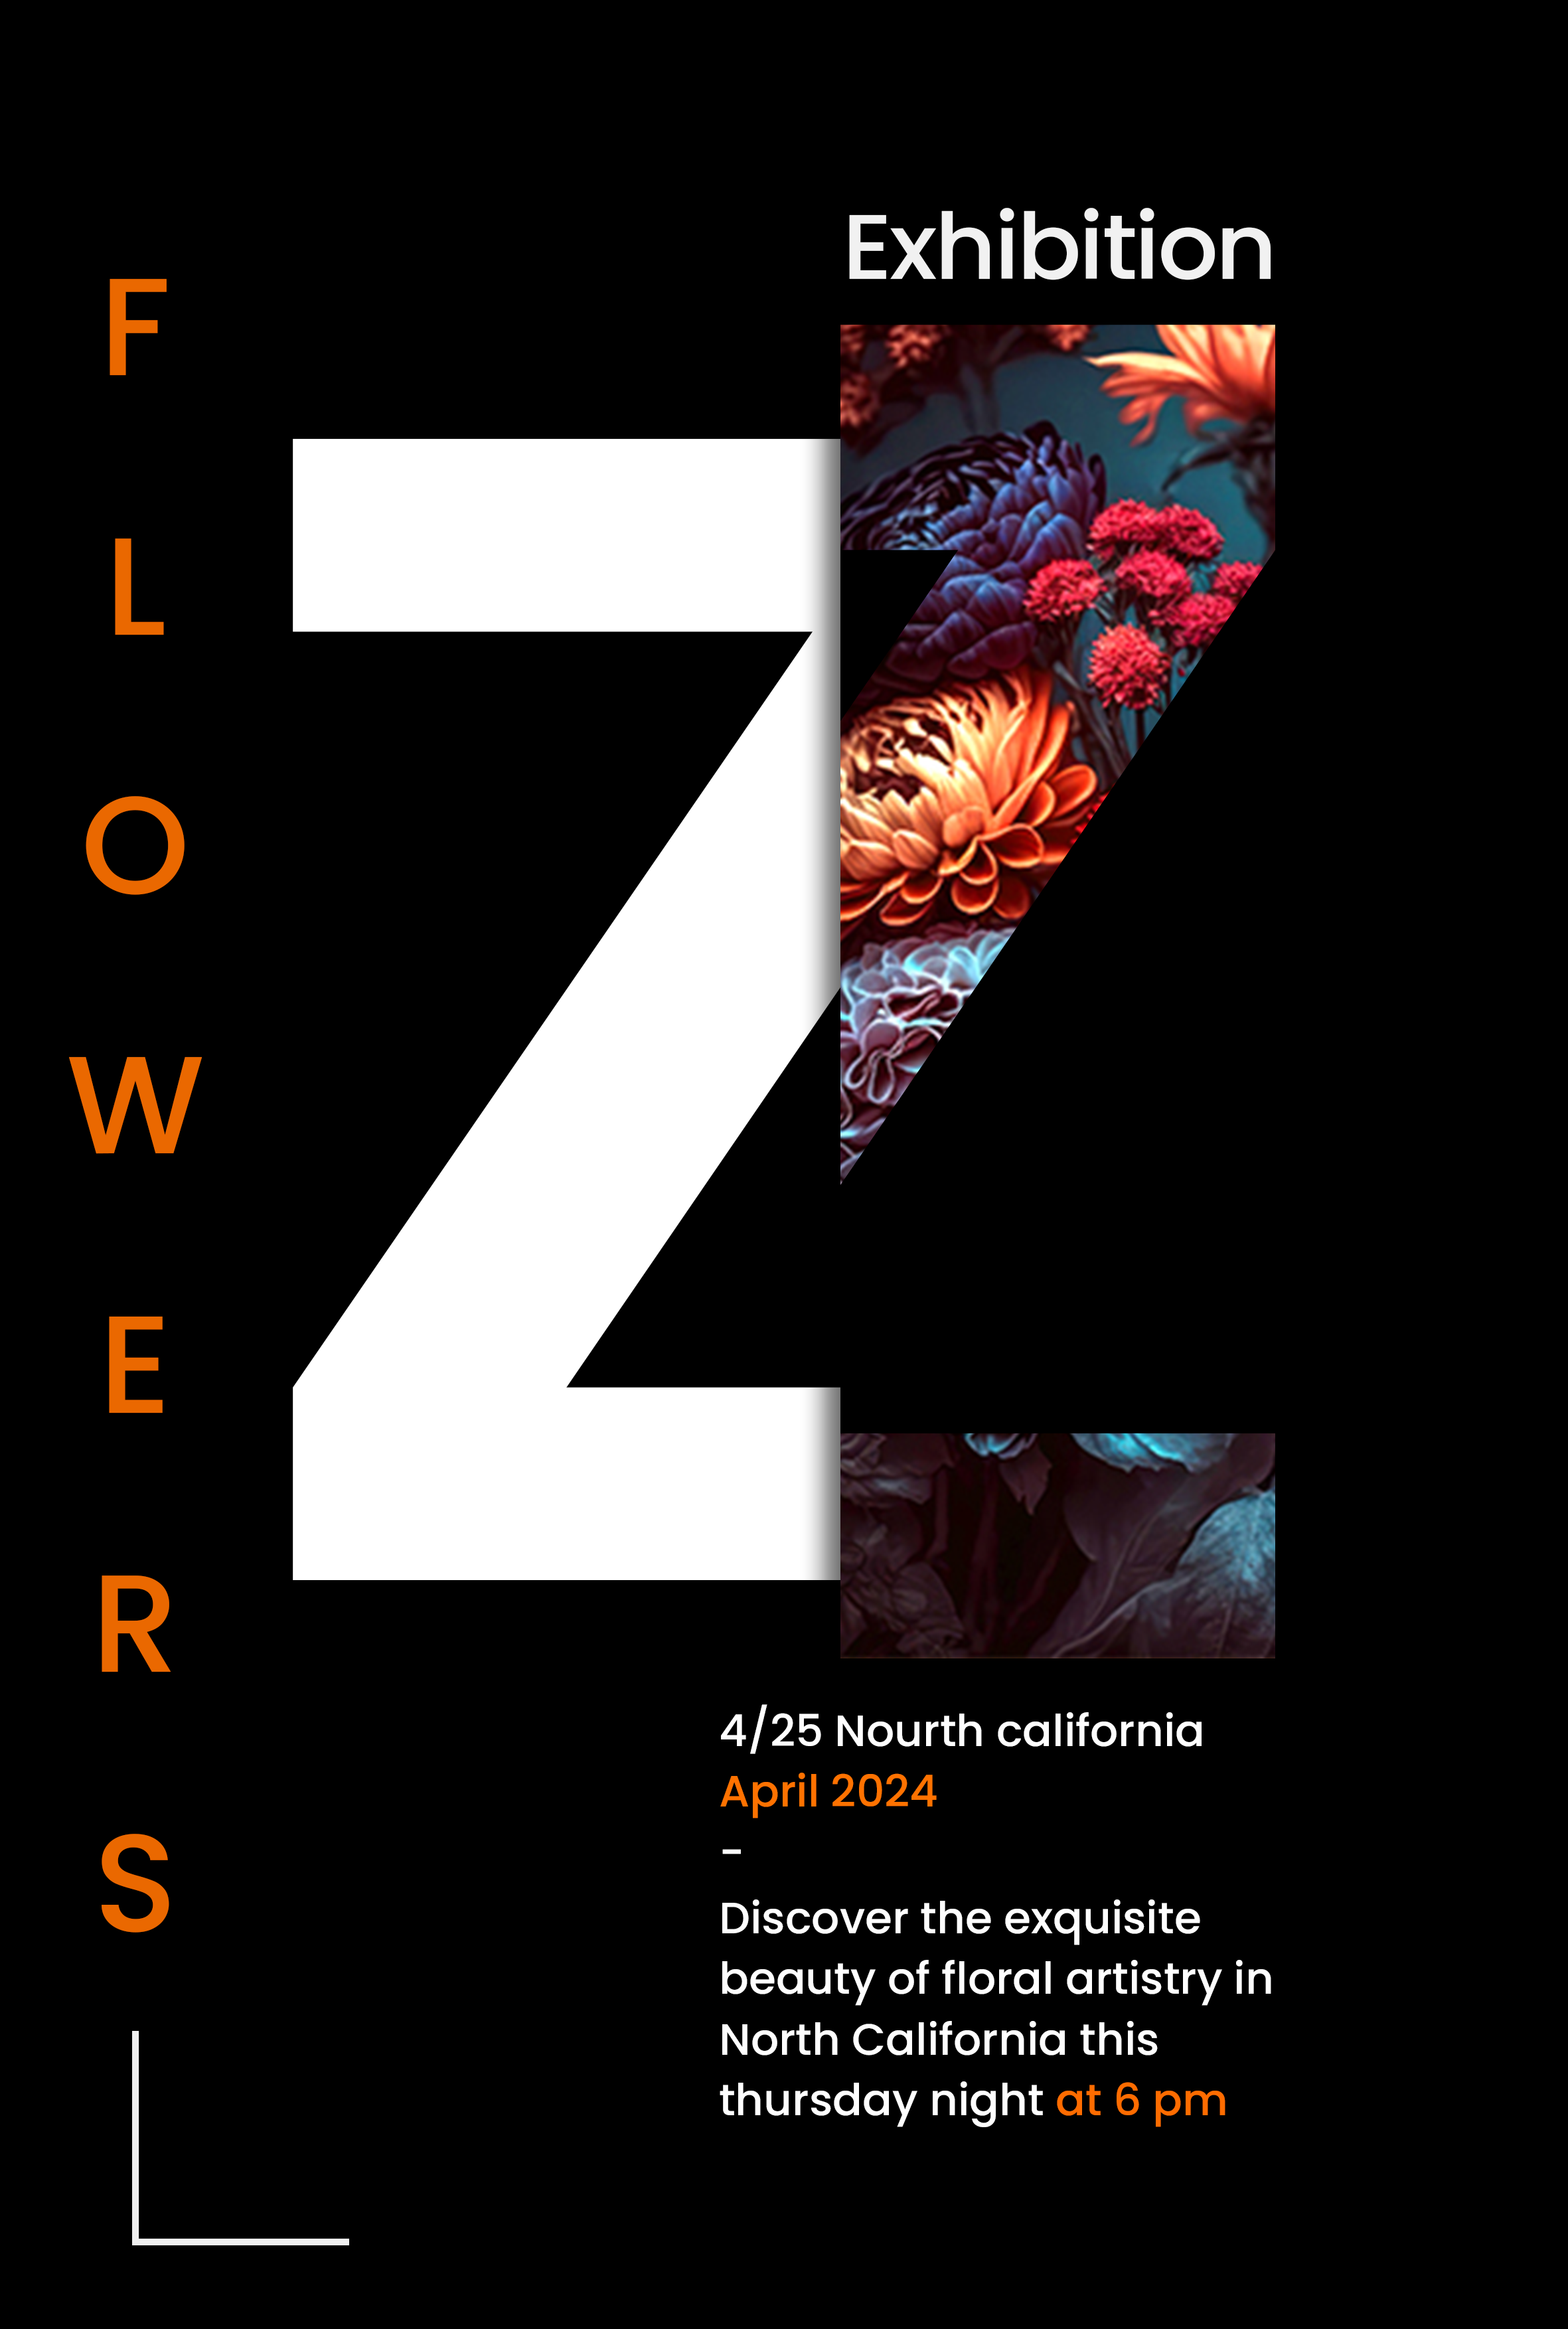 Exhibition
FLOWERS
Z
4/25 Nourth california
April 2024
–
Discover the exquisite
beauty of floral artistry in
North California this
thursday night at 6 pm